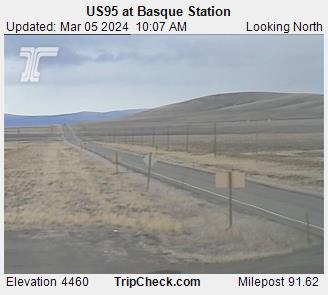 US95 at Basque Station
Updated: Mar 05 2024 10:07 AM Looking North
Elevation 4460 TripCheck.com Milepost 91.62